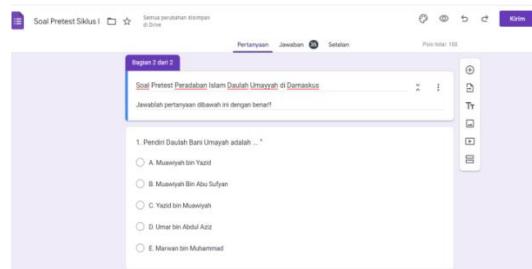 Soal Pretest Siklus I
Semua perubahan disimpan
di Drive
Kirim
Pertanyaan Jawaban 35 Setelan
Poin total: 100
Bagian 2 dari 2
Soal Pretest Peradaban Islam Daulah Umayyah di Damaskus
Jawablah pertanyaan dibawah ini dengan benar!!
1. Pendiri Daulah Bani Umayah adalah ... *
A. Muawiyah bin Yazid
B. Muawiyah Bin Abu Sufyan
C. Yazid bin Muawiyah
D. Umar bin Abdul Aziz
E. Marwan bin Muhammad